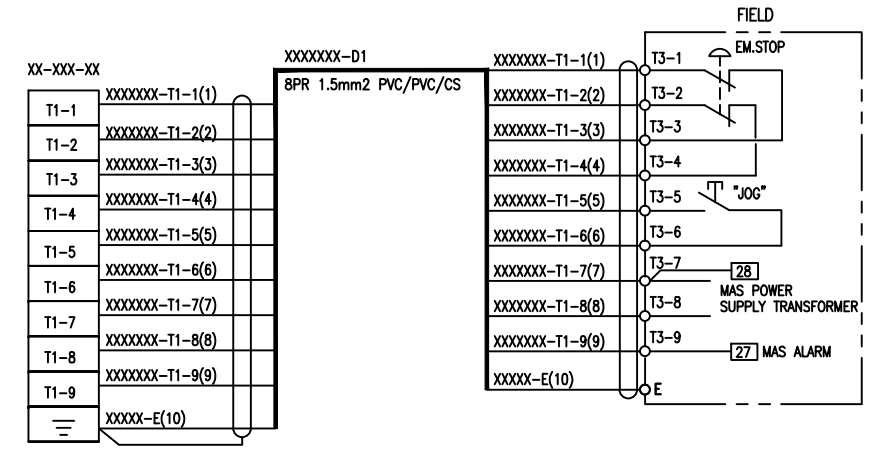 FIELD
XXXXXXX-D1
XXXXXXX-T1-1(1)
T3-1
EM.STOP
XX-XXX-XX
8PR 1.5mm2 PVC/PVC/CS
XXXXXXX-T1-1(1)
XXXXXXX-T1-2(2)
T3-2
T1-1
XXXXXXX-T1-2(2)
XXXXXXX-T1-3(3)
T3-3
T1-2
XXXXXXX-T1-3(3)
XXXXXXX-T1-4(4)
T3-4
T1-3
XXXXXXX-T1-4(4)
XXXXXXX-T1-5(5)
T3-5
"JOG"
T1-4
XXXXXXX-T1-5(5)
XXXXXXX-T1-6(6)
T3-6
T1-5
XXXXXXX-T1-6(6)
XXXXXXX-T1-7(7)
T3-7
28
T1-6
MAS POWER
SUPPLY TRANSFORMER
XXXXXXX-T1-7(7)
XXXXXXX-T1-8(8)
T3-8
T1-7
XXXXXXX-T1-8(8)
XXXXXXX-T1-9(9)
T3-9
27 MAS ALARM
T1-8
XXXXXXX-T1-9(9)
XXXXX-E(10)
E
T1-9
XXXXX-E(10)